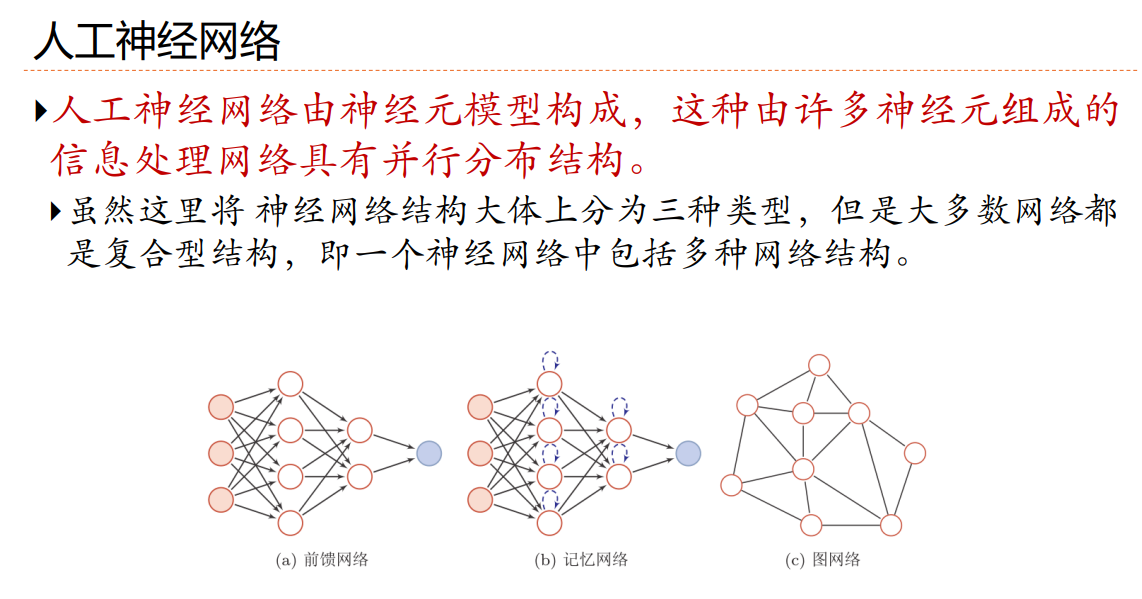 人工神经网络
人工神经网络由神经元模型构成，这种由许多神经元组成的
信息处理网络具有并行分布结构。
虽然这里将 神经网络结构大体上分为三种类型，但是大多数网络都
是复合型结构，即一个神经网络中包括多种网络结构。
(a) 前馈网络
(b) 记忆网络
(c) 图网络